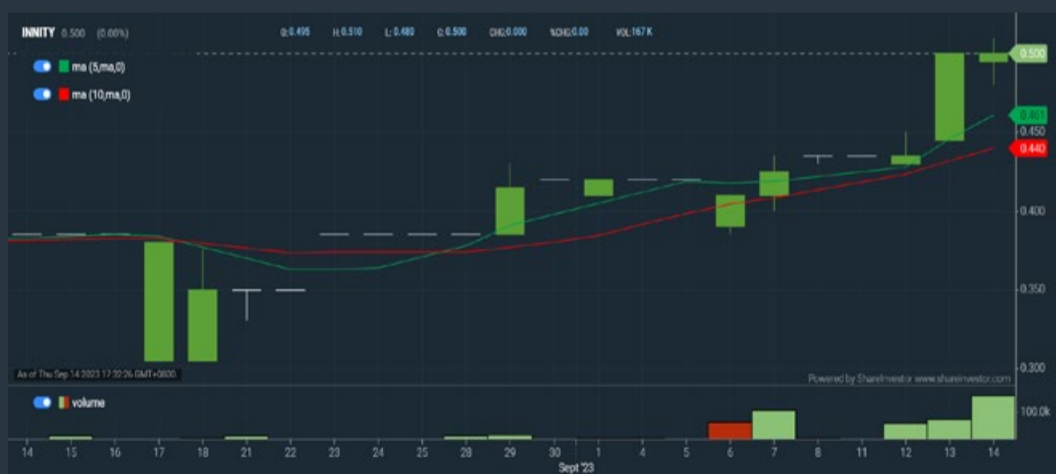 INNITY 0.500 (0.00%) O:0.495 H:0.510 L:0.480 C:0.500 CHG:0.000 %CHG:0.00 VOL:167 K
ma (5,ma,0)
ma (10,ma,0)
0.500
0.461
0.450
0.440
0.400
0.350
0.300
As of Thu Sep 14 2023 17:32:26 GMT+0800.
Powered by ShareInvestor www.shareinvestor.com
volume
100.0k
14 15 16 17 18 21 22 23 24 25 28 29 30 1 4 5 6 7 8 11 12 13 14
Sept '23